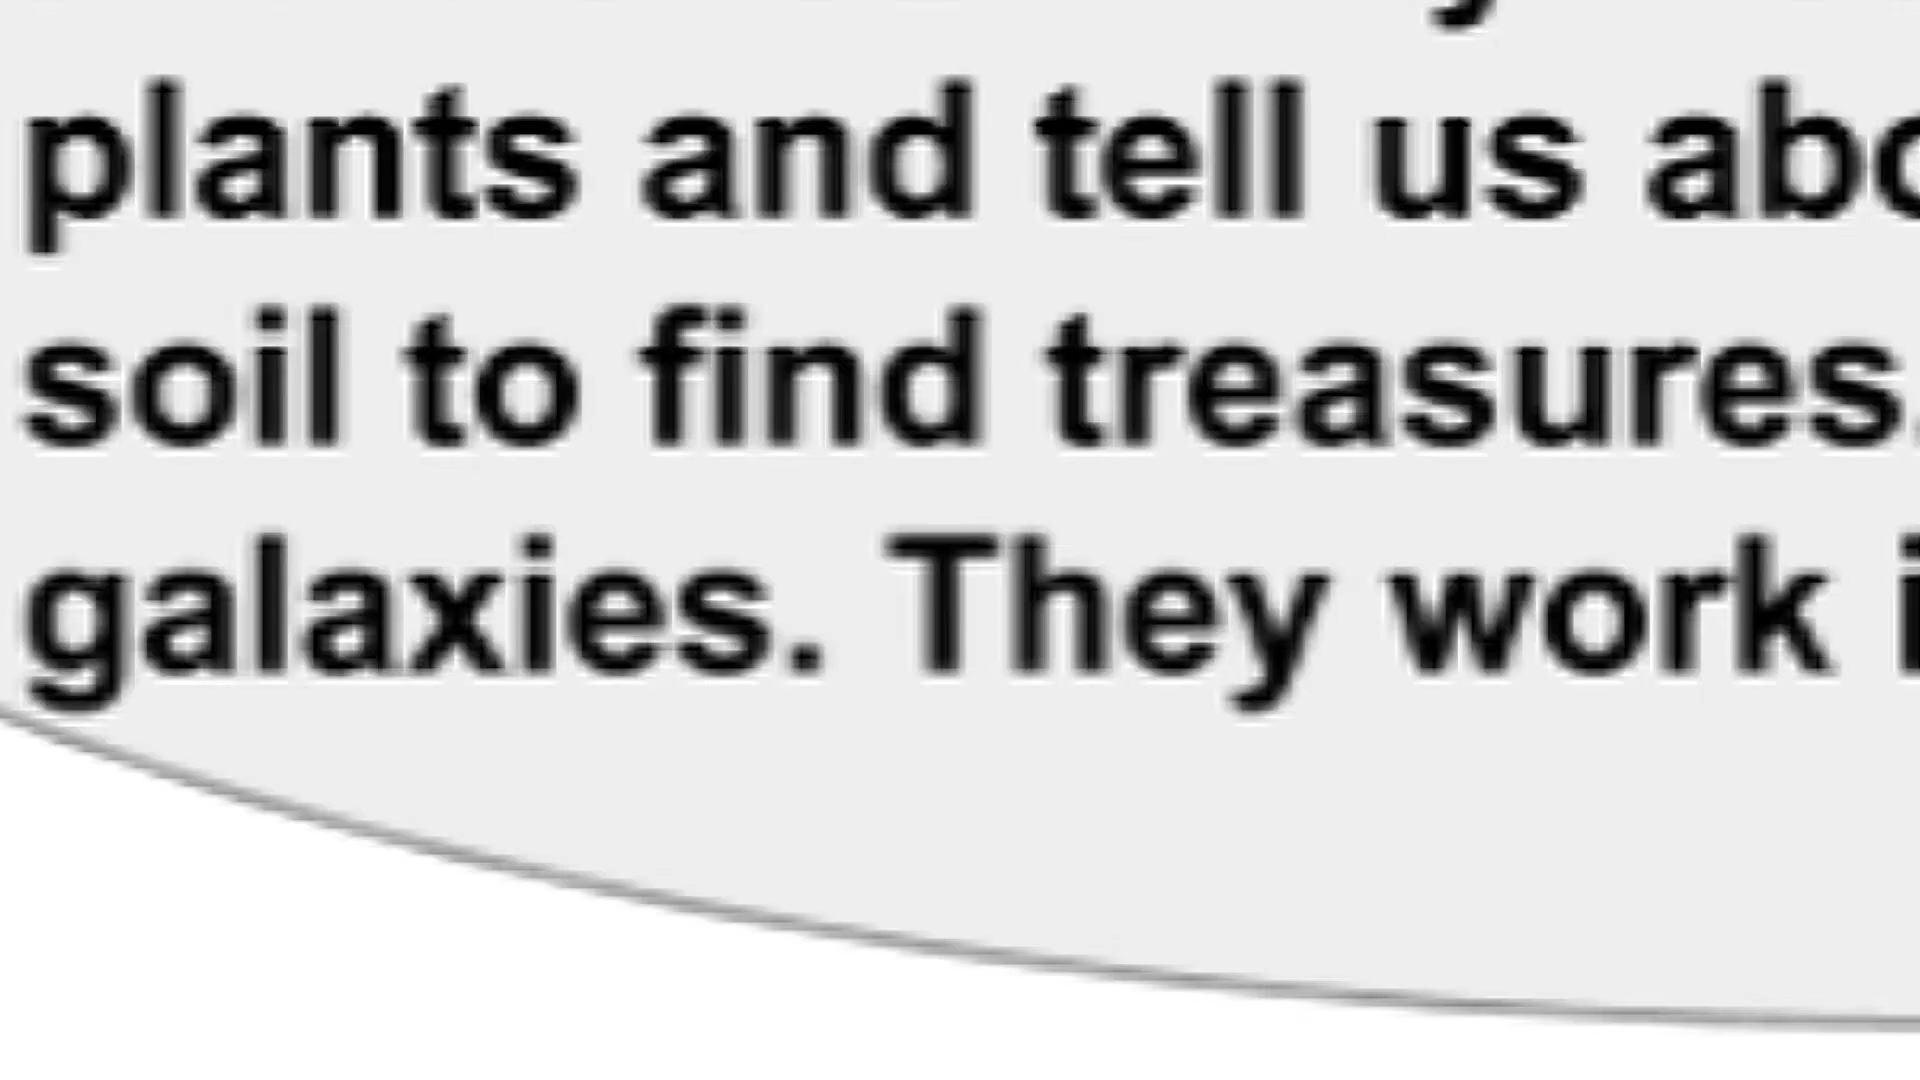 plants and tell us abo
soil to find treasures.
galaxies. They work i